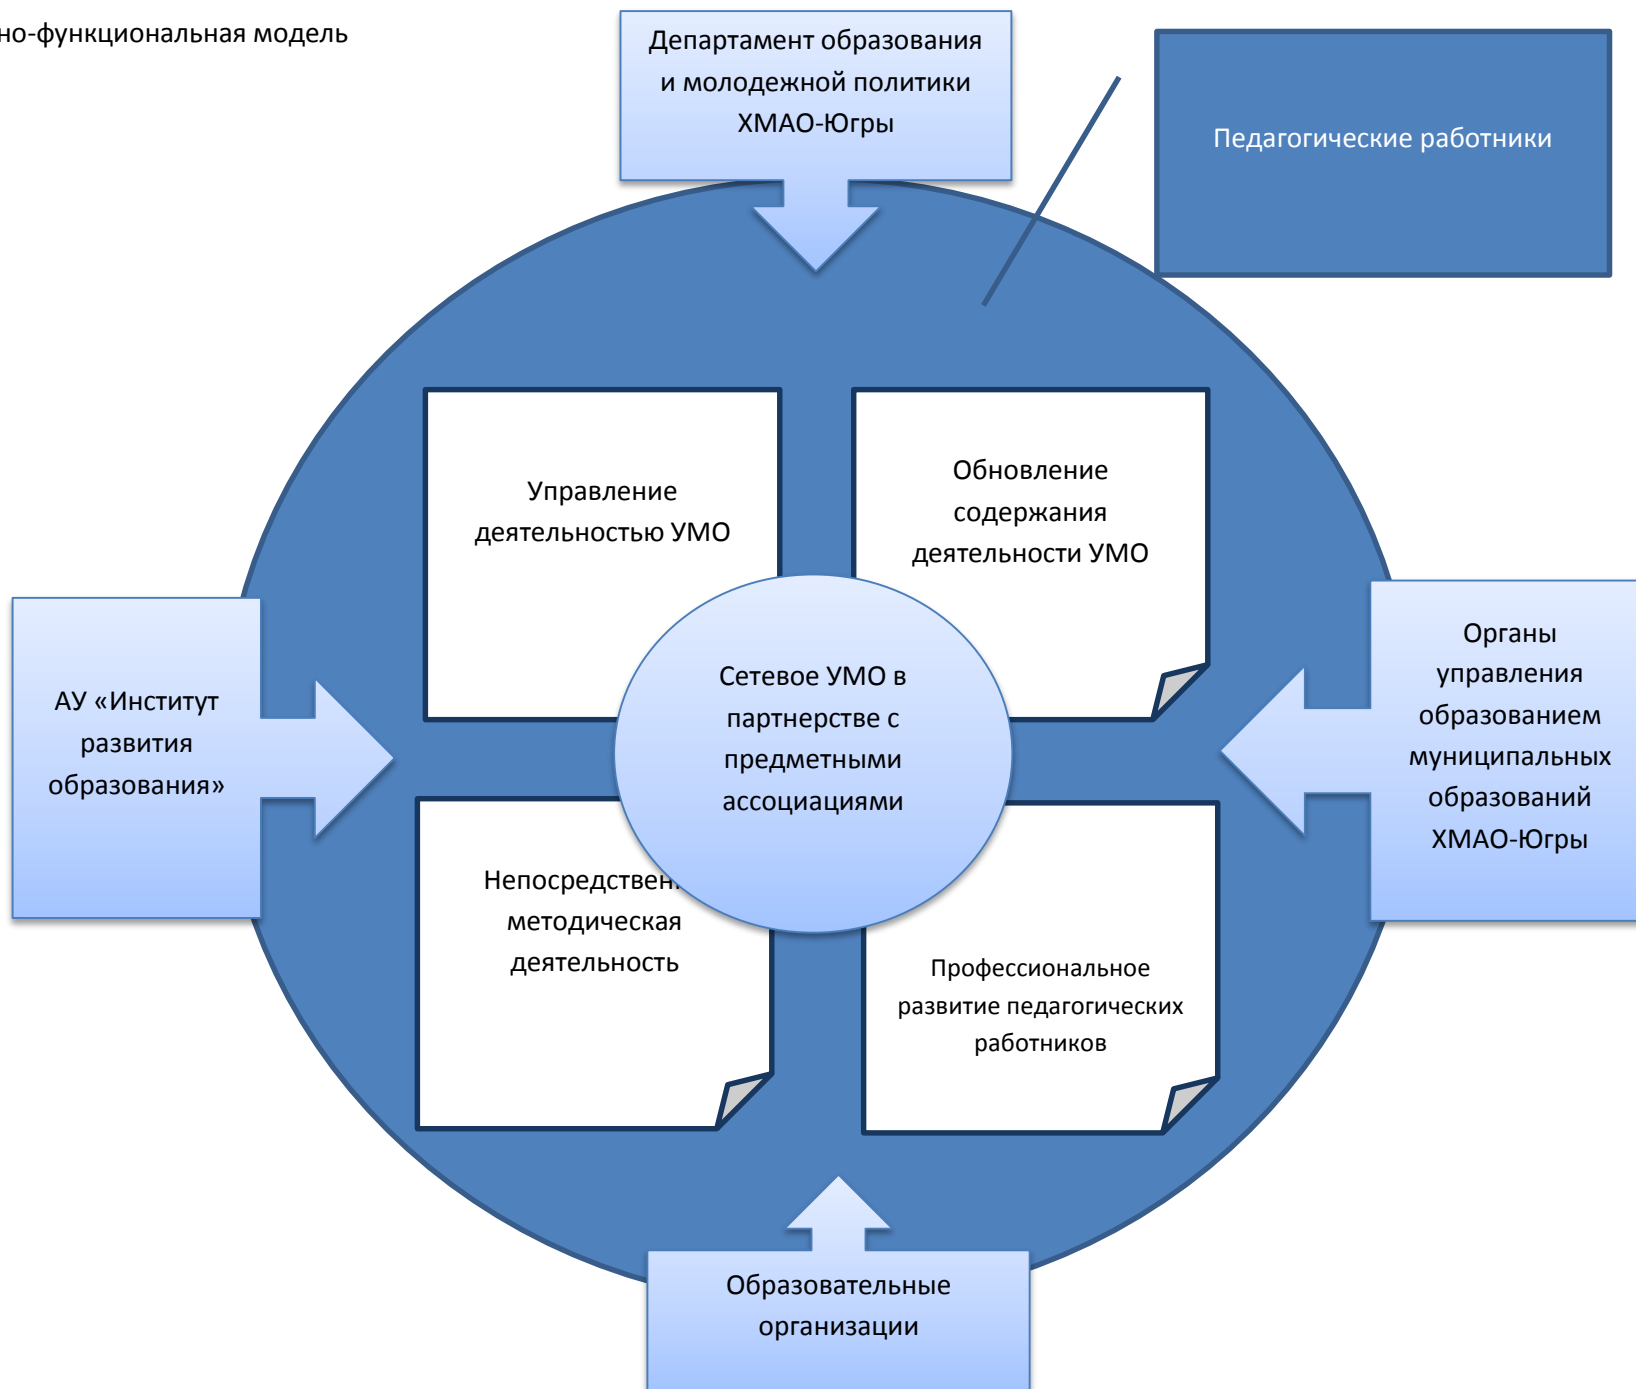 но-функциональная модель
Департамент образования
и молодежной политики
ХМАО-Югры
Педагогические работники
Управление
деятельностью УМО
Обновление
содержания
деятельности УМО
АУ «Институт
развития
образования»
Сетевое УМО в
партнерстве с
предметными
ассоциациями
Органы
управления
образованием
муниципальных
образований
ХМАО-Югры
Непосредствен
методическая
деятельность
Профессиональное
развитие педагогических
работников
Образовательные
организации